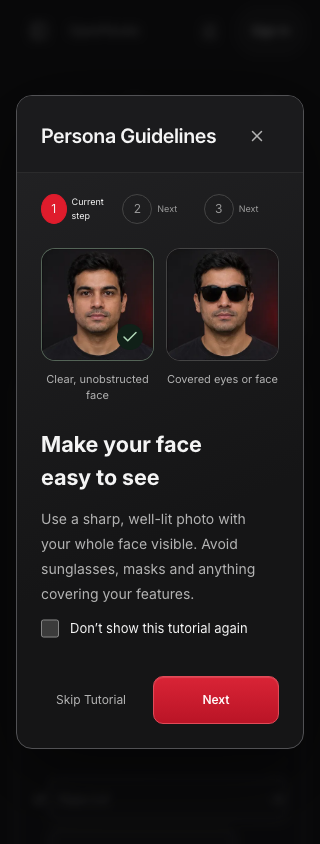 Persona Guidelines
1 Current step
2 Next
3 Next
Clear, unobstructed face
Covered eyes or face
Make your face
easy to see
Use a sharp, well-lit photo with
your whole face visible. Avoid
sunglasses, masks and anything
covering your features.
Don’t show this tutorial again
Skip Tutorial
Next